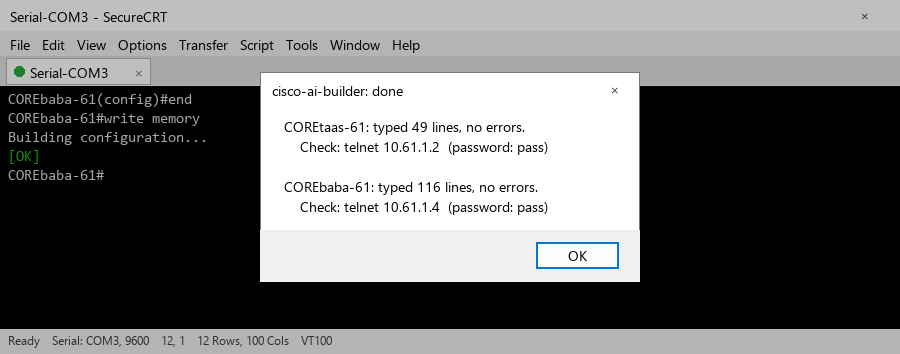 Serial-COM3 - SecureCRT ×
File Edit View Options Transfer Script Tools Window Help
Serial-COM3 ×
COREbaba-61(config)#end
COREbaba-61#write memory
Building configuration...
[OK]
COREbaba-61#
cisco-ai-builder: done ×
COREtaas-61: typed 49 lines, no errors.
Check: telnet 10.61.1.2 (password: pass)
COREbaba-61: typed 116 lines, no errors.
Check: telnet 10.61.1.4 (password: pass)
OK
Ready Serial: COM3, 9600 12, 1 12 Rows, 100 Cols VT100